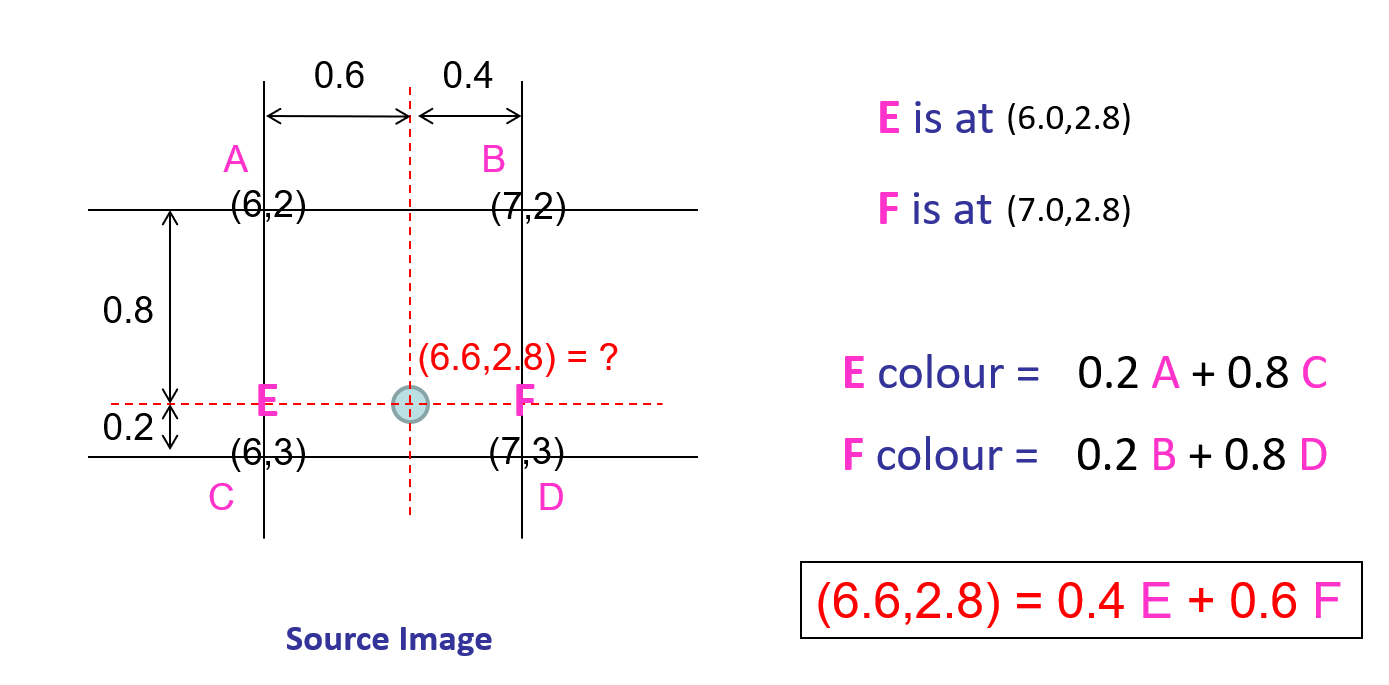 0.6
0.4
A
B
(6,2)
(7,2)
0.8
(6.6,2.8) = ?
E
F
0.2
(6,3)
(7,3)
C
D
Source Image
E is at (6.0,2.8)
F is at (7.0,2.8)
E colour = 0.2 A + 0.8 C
F colour = 0.2 B + 0.8 D
(6.6,2.8) = 0.4 E + 0.6 F